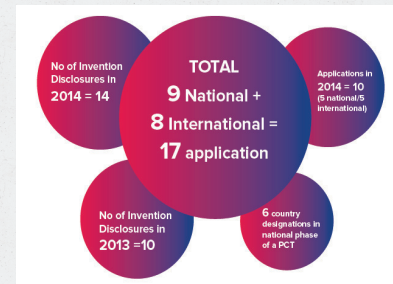 No of Invention
Disclosures in
2014 = 14
TOTAL
9 National +
8 International =
17 application
Applications in
2014 = 10
(5 national/5
international)
No of Invention
Disclosures in
2013 =10
6 country
designations in
national phase
of a PCT